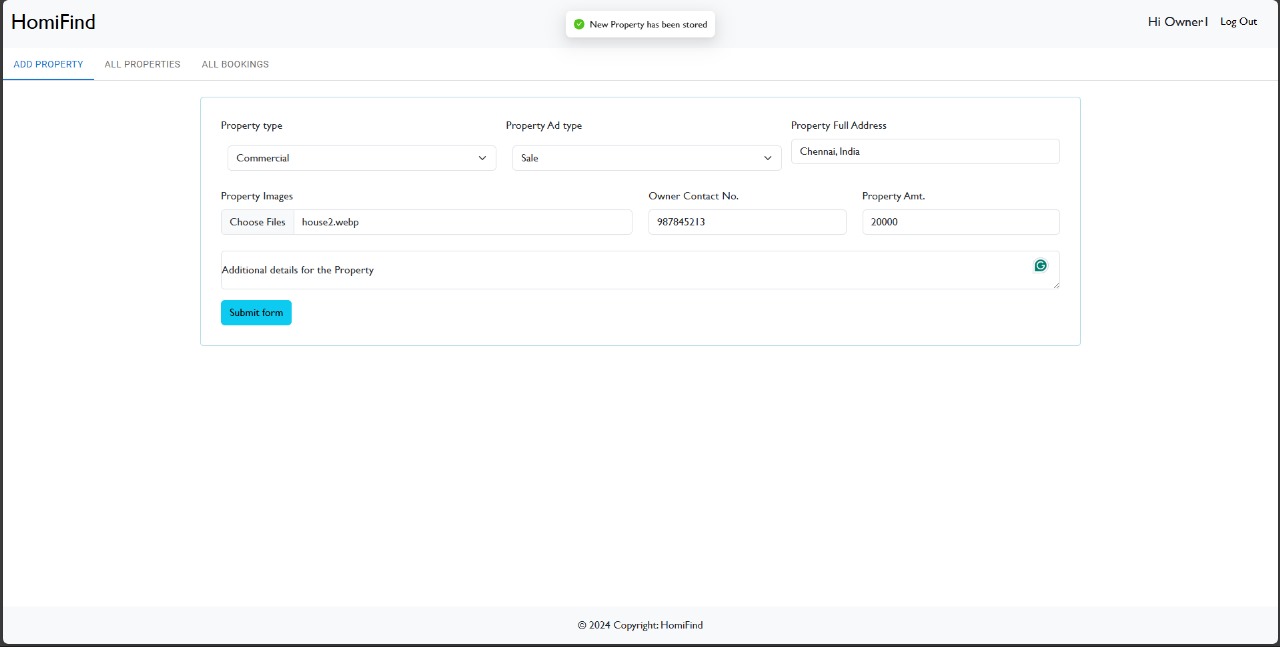 HomiFind
New Property has been stored
Hi Owner1 Log Out
ADD PROPERTY ALL PROPERTIES ALL BOOKINGS
Property type Property Ad type Property Full Address
Commercial Sale Chennai, India
Property Images Owner Contact No. Property Amt.
Choose Files house2.webp 987845213 20000
Additional details for the Property
Submit form
© 2024 Copyright: HomiFind